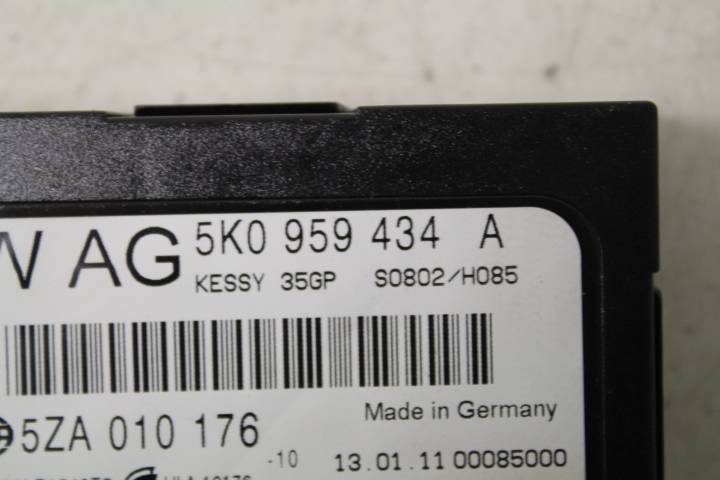 W AG 5K0 959 434 A
KESSY 35GP S0802/H085
5ZA 010 176
Made in Germany
-10 13.01.11 00085000